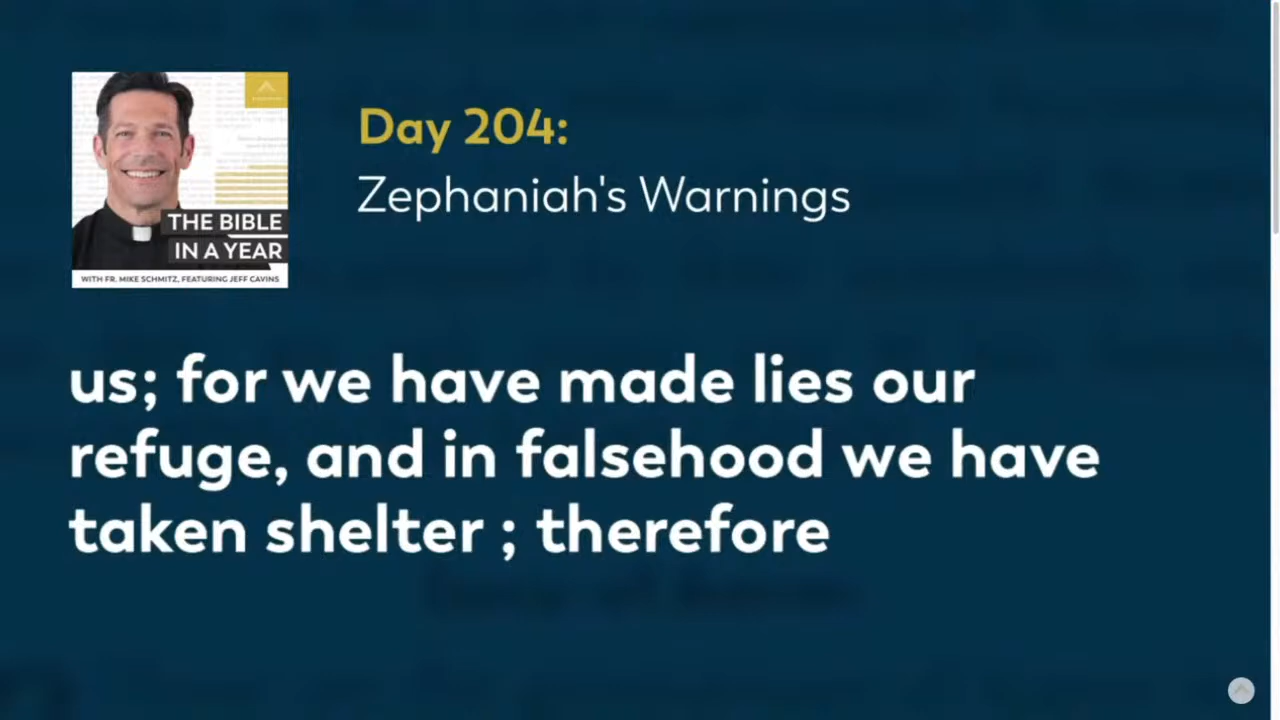 THE BIBLE
IN A YEAR
WITH FR. MIKE SCHMITZ, FEATURING JEFF CAVINS
Day 204:
Zephaniah's Warnings
us; for we have made lies our
refuge, and in falsehood we have
taken shelter ; therefore